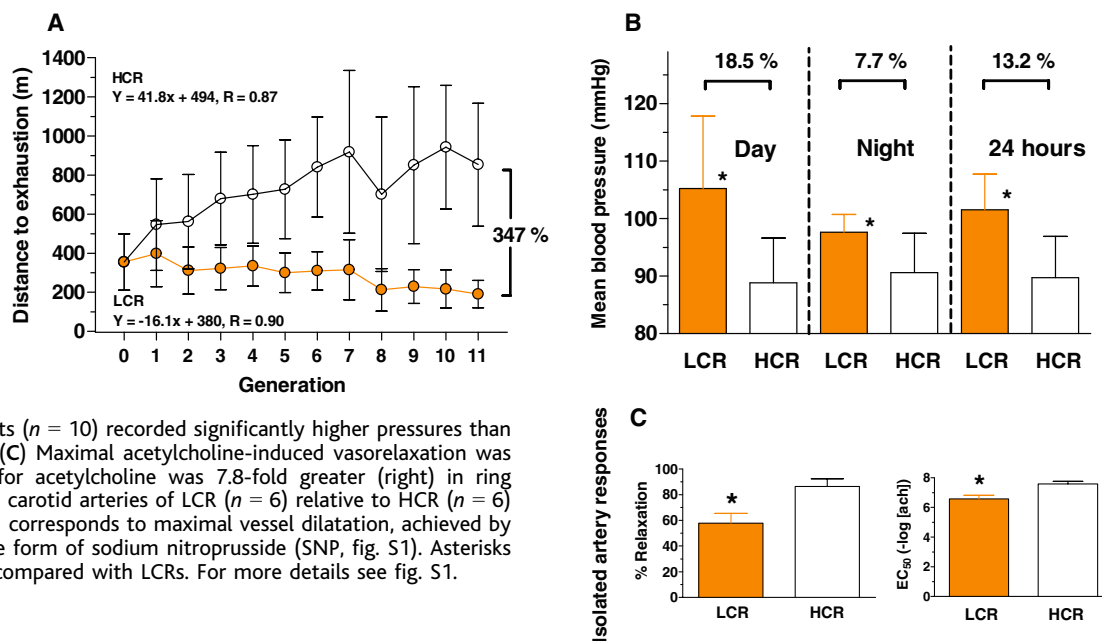 A
Distance to exhaustion (m)
1400
1200
1000
800
600
400
200
0
HCR
Y = 41.8x + 494, R = 0.87
347 %
LCR
Y = -16.1x + 380, R = 0.90
0 1 2 3 4 5 6 7 8 9 10 11
Generation
B
Mean blood pressure (mmHg)
120
110
100
90
80
18.5 % 7.7 % 13.2 %
Day Night 24 hours
* * *
LCR HCR LCR HCR LCR HCR
ts (n = 10) recorded significantly higher pressures than
(C) Maximal acetylcholine-induced vasorelaxation was
for acetylcholine was 7.8-fold greater (right) in ring
carotid arteries of LCR (n = 6) relative to HCR (n = 6)
corresponds to maximal vessel dilatation, achieved by
e form of sodium nitroprusside (SNP, fig. S1). Asterisks
compared with LCRs. For more details see fig. S1.
C
Isolated artery responses
% Relaxation
100
80
60
40
20
0
*
LCR HCR
EC50 (-log [ach])
8
6
4
2
0
*
LCR HCR